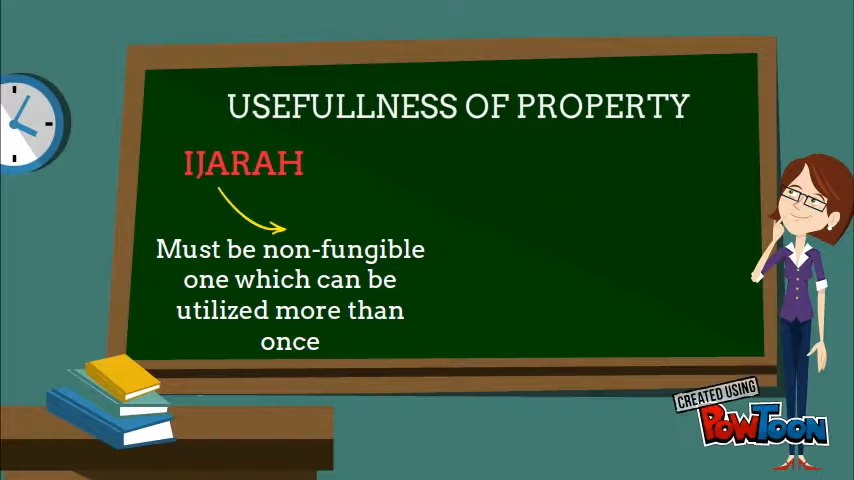 USEFULLNESS OF PROPERTY
IJARAH
Must be non-fungible
one which can be
utilized more than
once
CREATED USING
POWTOON